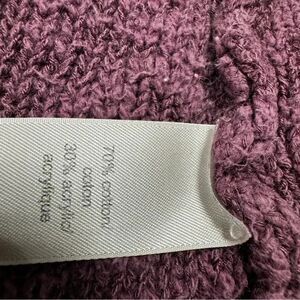 70% cotton/
coton
30% acrylic/
acrylique